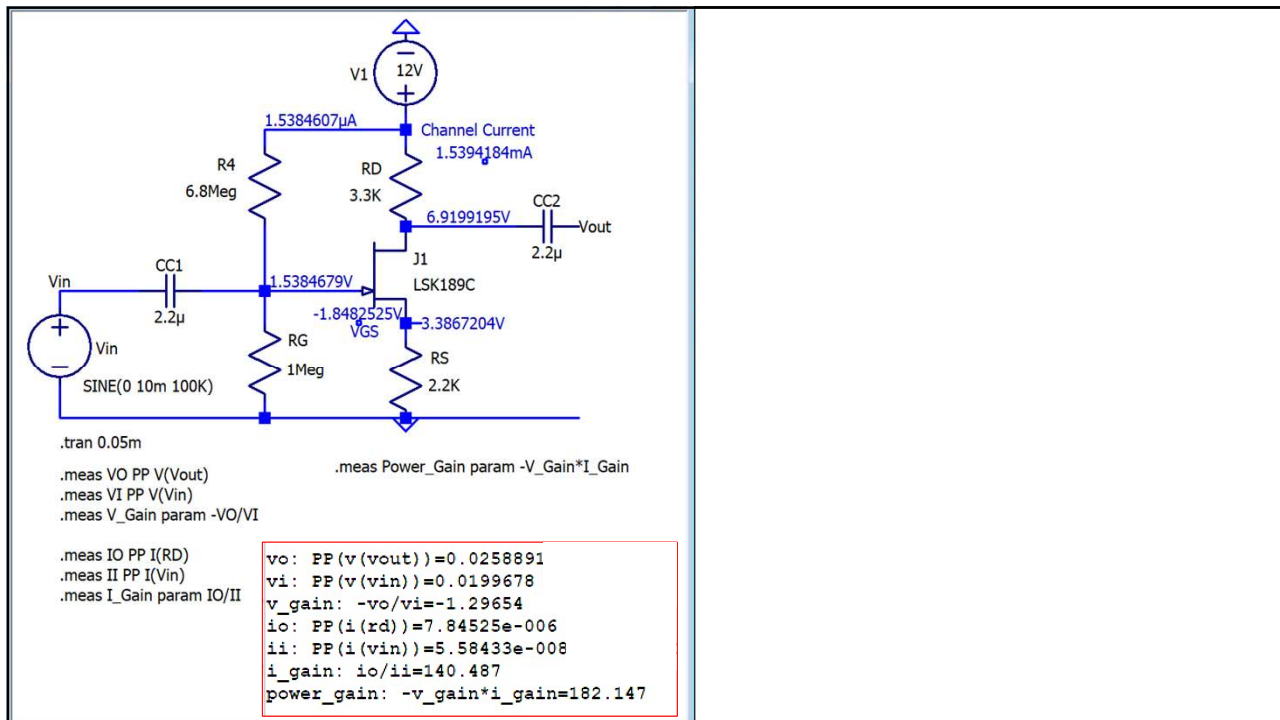 V1
12V
1.5384607µA
Channel Current
1.5394184mA
R4
6.8Meg
RD
3.3K
6.9199195V
CC2
Vout
2.2µ
J1
LSK189C
Vin
CC1
2.2µ
1.5384679V
-1.8482525V
VGS
3.3867204V
Vin
RG
1Meg
RS
2.2K
SINE(0 10m 100K)
.tran 0.05m
.meas VO PP V(Vout)
.meas VI PP V(Vin)
.meas V_Gain param -VO/VI
.meas Power_Gain param -V_Gain*I_Gain
.meas IO PP I(RD)
.meas II PP I(Vin)
.meas I_Gain param IO/II
vo: PP(v(vout))=0.0258891
vi: PP(v(vin))=0.0199678
v_gain: -vo/vi=-1.29654
io: PP(i(rd))=7.84525e-006
ii: PP(i(vin))=5.58433e-008
i_gain: io/ii=140.487
power_gain: -v_gain*i_gain=182.147